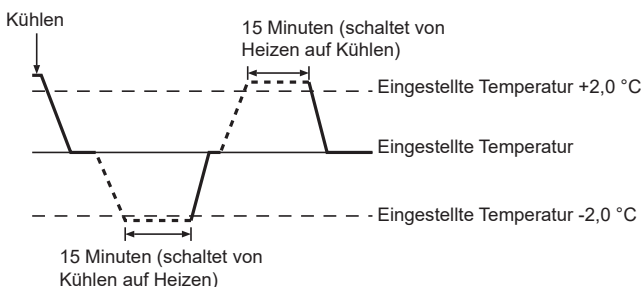 Kühlen
15 Minuten (schaltet von
Heizen auf Kühlen)
Eingestellte Temperatur +2,0 °C
Eingestellte Temperatur
Eingestellte Temperatur -2,0 °C
15 Minuten (schaltet von
Kühlen auf Heizen)